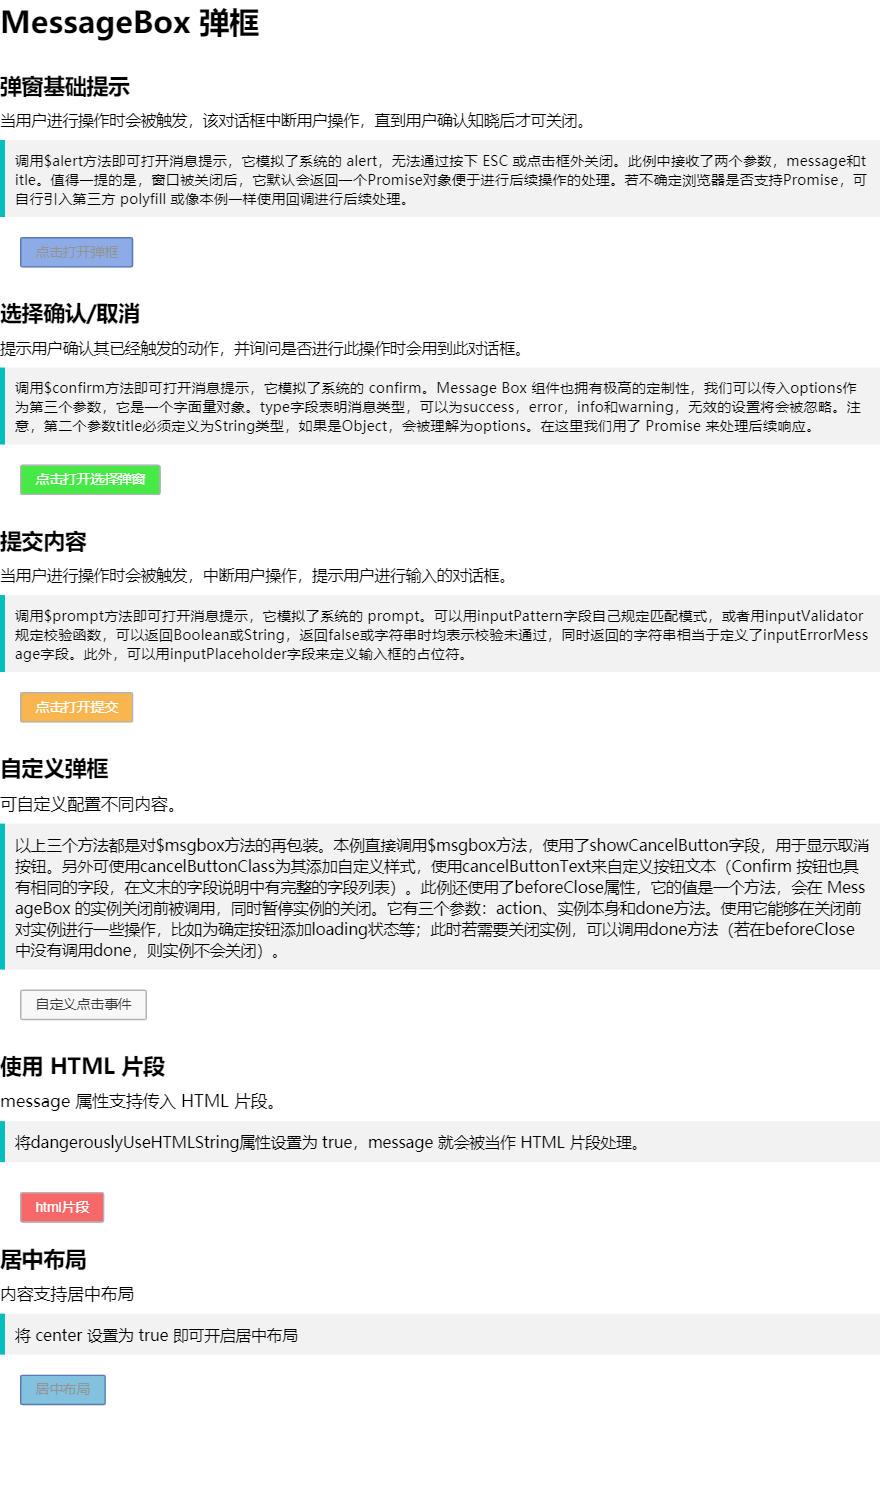 MessageBox 弹框
弹窗基础提示
当用户进行操作时会被触发，该对话框中断用户操作，直到用户确认知晓后才可关闭。
调用$alert方法即可打开消息提示，它模拟了系统的 alert，无法通过按下 ESC 或点击框外关闭。此例中接收了两个参数，message和t
itle。值得一提的是，窗口被关闭后，它默认会返回一个Promise对象便于进行后续操作的处理。若不确定浏览器是否支持Promise，可
自行引入第三方 polyfill 或像本例一样使用回调进行后续处理。
点击打开弹框
选择确认/取消
提示用户确认其已经触发的动作，并询问是否进行此操作时会用到此对话框。
调用$confirm方法即可打开消息提示，它模拟了系统的 confirm。Message Box 组件也拥有极高的定制性，我们可以传入options作
为第三个参数，它是一个字面量对象。type字段表明消息类型，可以为success，error，info和warning，无效的设置将会被忽略。注
意，第二个参数title必须定义为String类型，如果是Object，会被理解为options。在这里我们用了 Promise 来处理后续响应。
点击打开选择弹窗
提交内容
当用户进行操作时会被触发，中断用户操作，提示用户进行输入的对话框。
调用$prompt方法即可打开消息提示，它模拟了系统的 prompt。可以用inputPattern字段自己规定匹配模式，或者用inputValidator
规定校验函数，可以返回Boolean或String，返回false或字符串时均表示校验未通过，同时返回的字符串相当于定义了inputErrorMess
age字段。此外，可以用inputPlaceholder字段来定义输入框的占位符。
点击打开提交
自定义弹框
可自定义配置不同内容。
以上三个方法都是对$msgbox方法的再包装。本例直接调用$msgbox方法，使用了showCancelButton字段，用于显示取消
按钮。另外可使用cancelButtonClass为其添加自定义样式，使用cancelButtonText来自定义按钮文本（Confirm 按钮也具
有相同的字段，在文末的字段说明中有完整的字段列表）。此例还使用了beforeClose属性，它的值是一个方法，会在 Mess
ageBox 的实例关闭前被调用，同时暂停实例的关闭。它有三个参数：action、实例本身和done方法。使用它能够在关闭前
对实例进行一些操作，比如为确定按钮添加loading状态等；此时若需要关闭实例，可以调用done方法（若在beforeClose
中没有调用done，则实例不会关闭）。
自定义点击事件
使用 HTML 片段
message 属性支持传入 HTML 片段。
将dangerouslyUseHTMLString属性设置为 true，message 就会被当作 HTML 片段处理。
html片段
居中布局
内容支持居中布局
将 center 设置为 true 即可开启居中布局
居中布局